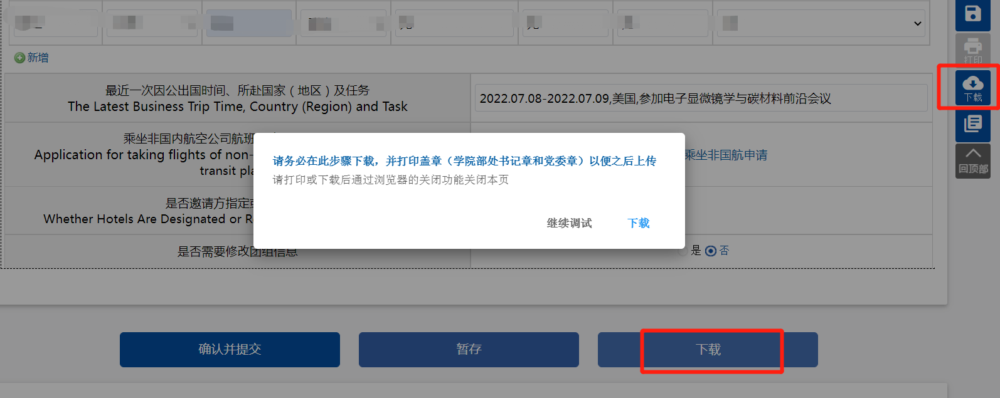 打印
新增
下载
最近一次因公出国时间、所赴国家（地区）及任务
The Latest Business Trip Time, Country (Region) and Task
2022.07.08-2022.07.09,美国,参加电子显微镜学与碳材料前沿会议
乘坐非国内航空公司航班
Application for taking flights of non-
transit pla
乘坐非国航申请
回顶部
请务必在此步骤下载，并打印盖章（学院部处书记章和党委章）以便之后上传
请打印或下载后通过浏览器的关闭功能关闭本页
继续调试
下载
是否邀请方指定或
Whether Hotels Are Designated or R
是否需要修改团组信息
是
否
确认并提交
暂存
下载